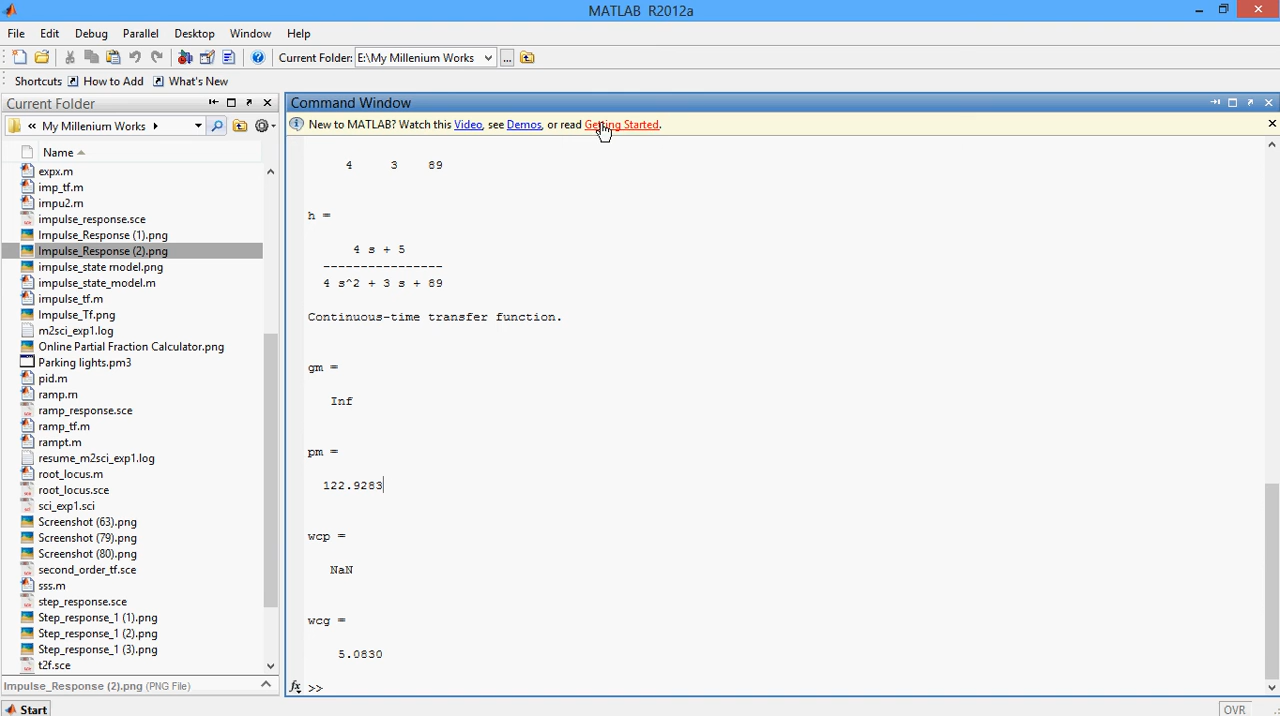 MATLAB R2012a
File Edit Debug Parallel Desktop Window Help
Current Folder: E:\My Millenium Works ...
Shortcuts How to Add What's New
Current Folder
« My Millenium Works
Name
expx.m
imp_tf.m
impu2.m
impulse_response.sce
Impulse_Response (1).png
Impulse_Response (2).png
impulse_state model.png
impulse_state_model.m
impulse_tf.m
Impulse_Tf.png
m2sci_exp1.log
Online Partial Fraction Calculator.png
Parking lights.pm3
pid.m
ramp.m
ramp_response.sce
ramp_tf.m
rampt.m
resume_m2sci_exp1.log
root_locus.m
root_locus.sce
sci_exp1.sci
Screenshot (63).png
Screenshot (79).png
Screenshot (80).png
second_order_tf.sce
sss.m
step_response.sce
Step_response_1 (1).png
Step_response_1 (2).png
Step_response_1 (3).png
t2f.sce
Impulse_Response (2).png (PNG File)
Command Window
New to MATLAB? Watch this Video, see Demos, or read Getting Started.
4 3 89
h =
4 s + 5
----------------
4 s^2 + 3 s + 89
Continuous-time transfer function.
gm =
Inf
pm =
122.9283
wcp =
NaN
wcg =
5.0830
fx >>
Start
OVR